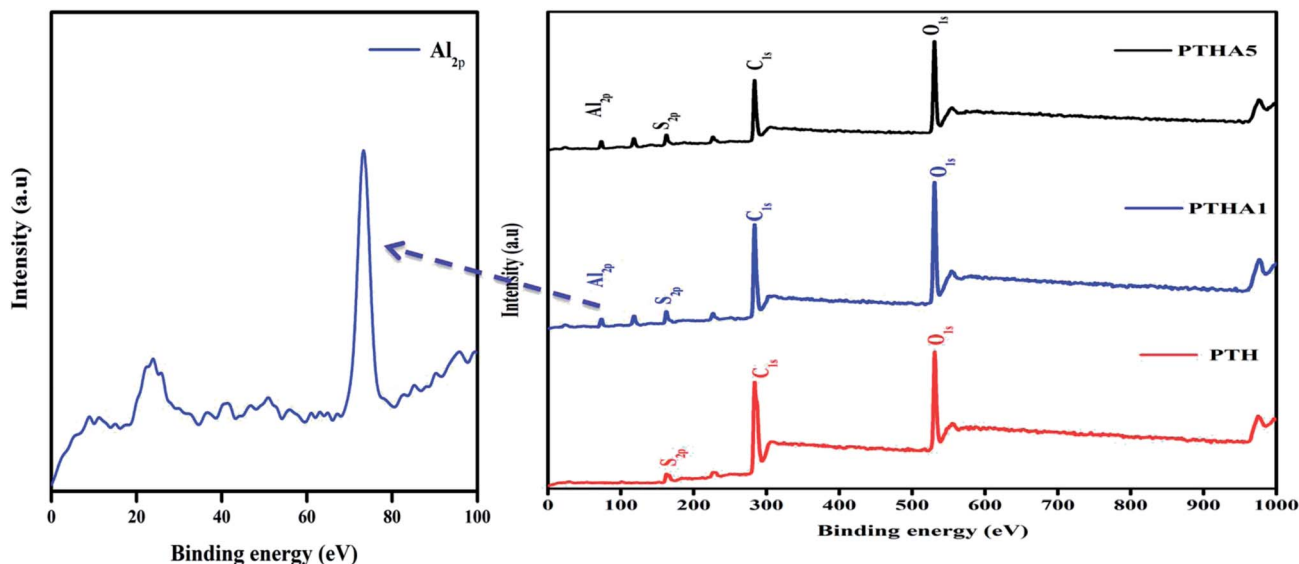 Al2p
Intensity (a.u)
0 20 40 60 80 100
Binding energy (eV)
PTHA5
Al2p
S2p
C1s
O1s
PTHA1
Al2p
S2p
C1s
O1s
PTH
S2p
C1s
O1s
Intensity (a.u)
0 100 200 300 400 500 600 700 800 900 1000
Binding energy (eV)